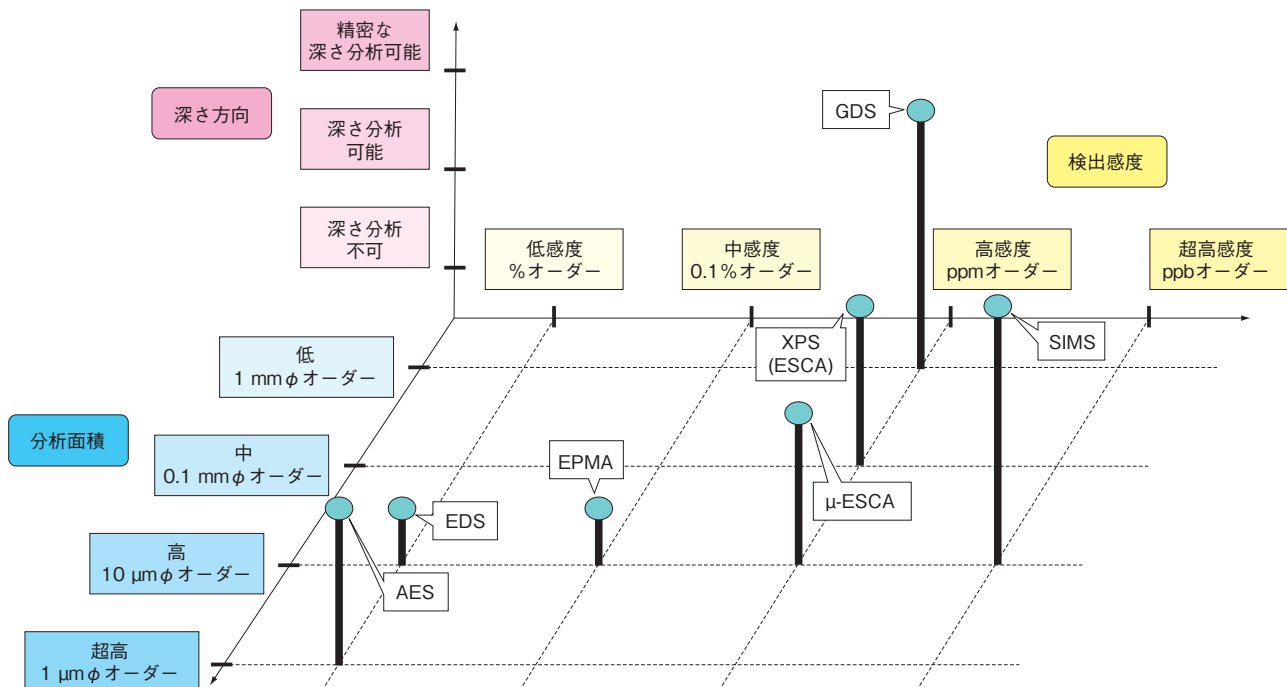 精密な
深さ分析可能
深さ方向
深さ分析
可能
深さ分析
不可
GDS
検出感度
低感度
%オーダー
中感度
0.1%オーダー
高感度
ppmオーダー
超高感度
ppbオーダー
XPS
(ESCA)
SIMS
低
1 mmφオーダー
分析面積
中
0.1 mmφオーダー
EPMA
μ-ESCA
EDS
高
10 μmφオーダー
AES
超高
1 μmφオーダー